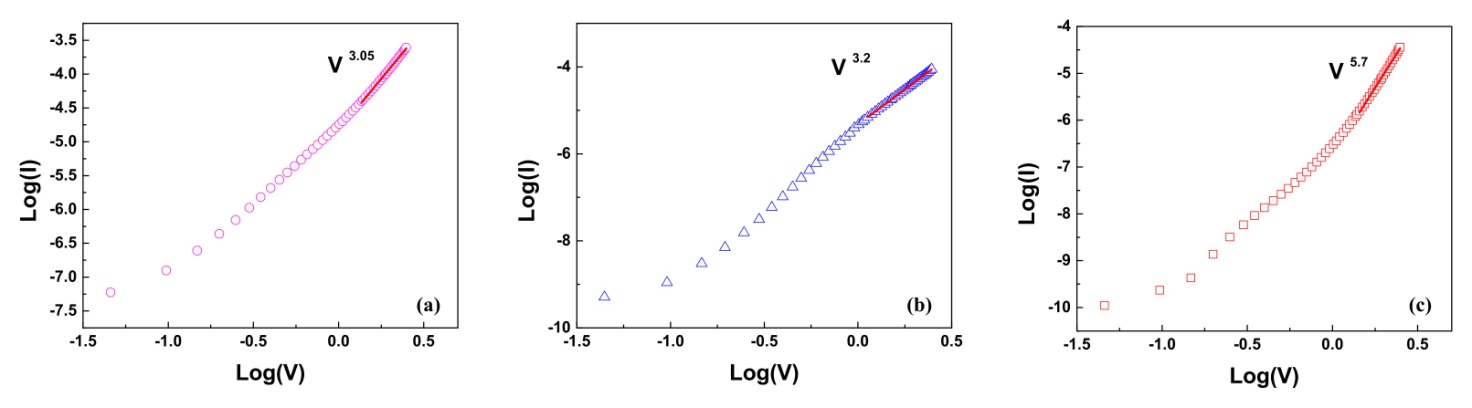 -3.5
-4.0
-4.5
-5.0
-5.5
-6.0
-6.5
-7.0
-7.5
Log(I)
V 3.05
(a)
-1.5 -1.0 -0.5 0.0 0.5
Log(V)
-4
-6
-8
-10
Log(I)
V 3.2
(b)
-1.5 -1.0 -0.5 0.0 0.5
Log(V)
-4
-5
-6
-7
-8
-9
-10
Log(I)
V 5.7
(c)
-1.5 -1.0 -0.5 0.0 0.5
Log(V)